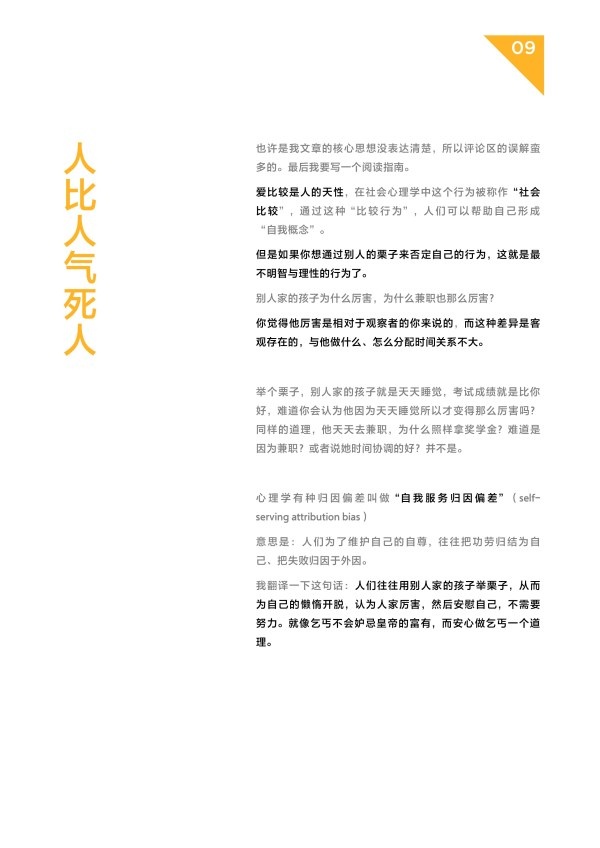 09
人比人气死人
也许是我文章的核心思想没表达清楚，所以评论区的误解蛮
多的。最后我要写一个阅读指南。
爱比较是人的天性，在社会心理学中这个行为被称作“社会
比较”，通过这种“比较行为”，人们可以帮助自己形成
“自我概念”。
但是如果你想通过别人的栗子来否定自己的行为，这就是最
不明智与理性的行为了。
别人家的孩子为什么厉害，为什么兼职也那么厉害？
你觉得他厉害是相对于观察者的你来说的，而这种差异是客
观存在的，与他做什么、怎么分配时间关系不大。
举个栗子，别人家的孩子就是天天睡觉，考试成绩就是比你
好，难道你会认为他因为天天睡觉所以才变得那么厉害吗？
同样的道理，他天天去兼职，为什么照样拿奖学金？难道是
因为兼职？或者说她时间协调的好？并不是。
心理学有种归因偏差叫做“自我服务归因偏差”（self-
serving attribution bias）
意思是：人们为了维护自己的自尊，往往把功劳归结为自
己、把失败归因于外因。
我翻译一下这句话：人们往往用别人家的孩子举栗子，从而
为自己的懒惰开脱，认为人家厉害，然后安慰自己，不需要
努力。就像乞丐不会妒忌皇帝的富有，而安心做乞丐一个道
理。